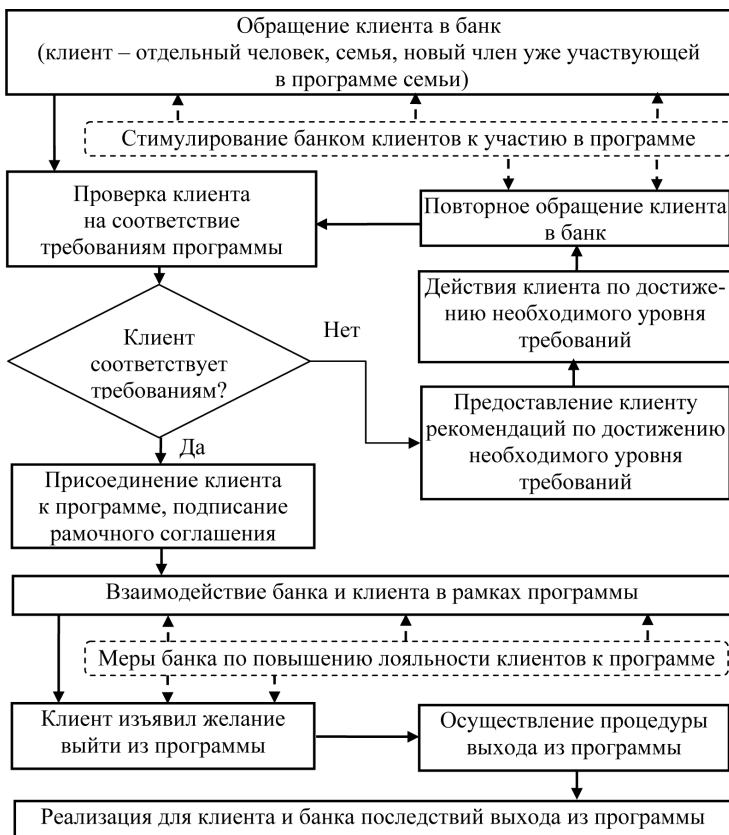 Обращение клиента в банк
(клиент – отдельный человек, семья, новый член уже участвующей
в программе семьи)
Стимулирование банком клиентов к участию в программе
Проверка клиента
на соответствие
требованиям программы
Повторное обращение клиента
в банк
Действия клиента по достиже-
нию необходимого уровня
требований
Клиент
соответствует
требованиям?
Нет
Предоставление клиенту
рекомендаций по достижению
необходимого уровня
требований
Да
Присоединение клиента
к программе, подписание
рамочного соглашения
Взаимодействие банка и клиента в рамках программы
Меры банка по повышению лояльности клиентов к программе
Клиент изъявил желание
выйти из программы
Осуществление процедуры
выхода из программы
Реализация для клиента и банка последствий выхода из программы